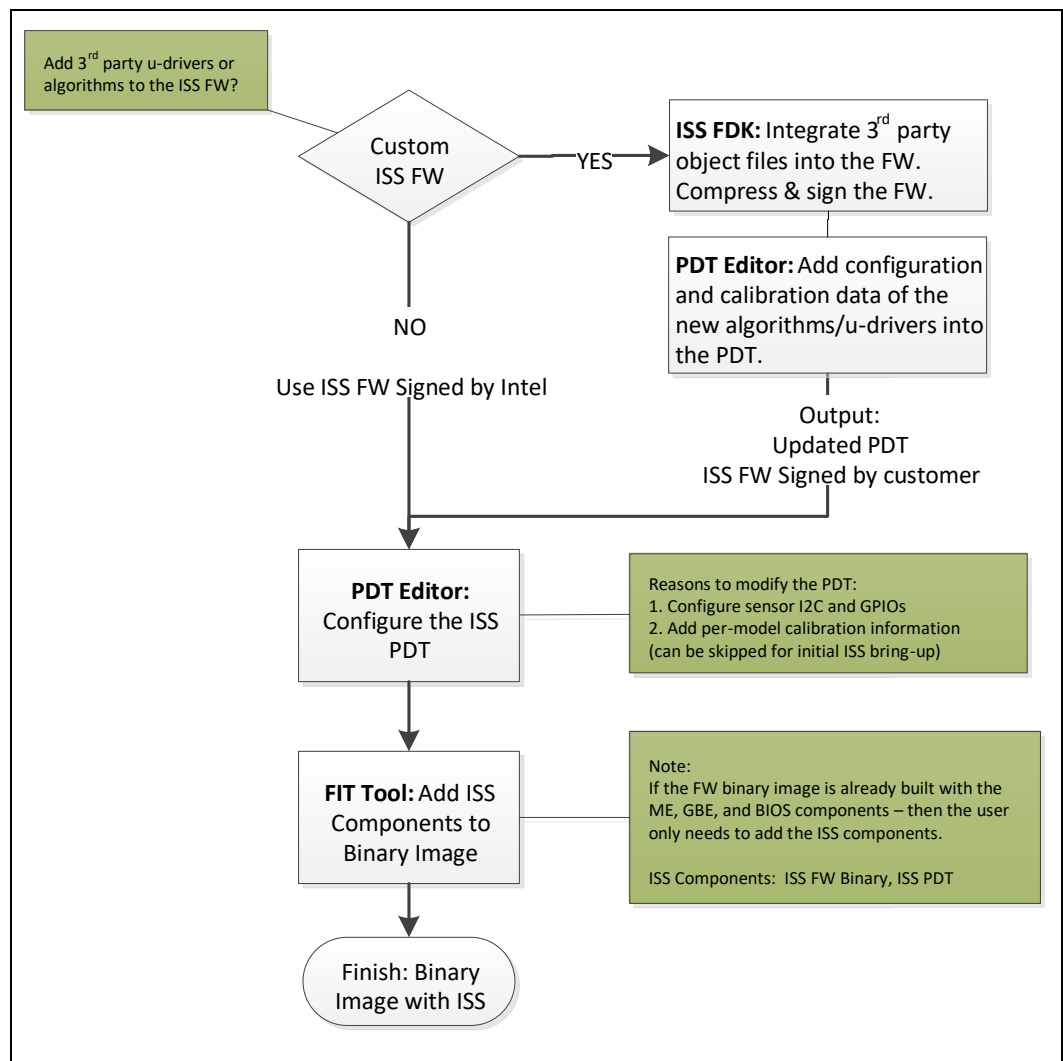 Add 3rd party u-drivers or
algorithms to the ISS FW?
Custom
ISS FW
YES
ISS FDK: Integrate 3rd party
object files into the FW.
Compress & sign the FW.
PDT Editor: Add configuration
and calibration data of the
new algorithms/u-drivers into
the PDT.
NO
Use ISS FW Signed by Intel
Output:
Updated PDT
ISS FW Signed by customer
PDT Editor:
Configure the ISS
PDT
Reasons to modify the PDT:
1. Configure sensor I2C and GPIOs
2. Add per-model calibration information
(can be skipped for initial ISS bring-up)
FIT Tool: Add ISS
Components to
Binary Image
Note:
If the FW binary image is already built with the
ME, GBE, and BIOS components – then the user
only needs to add the ISS components.
ISS Components:  ISS FW Binary, ISS PDT
Finish: Binary
Image with ISS